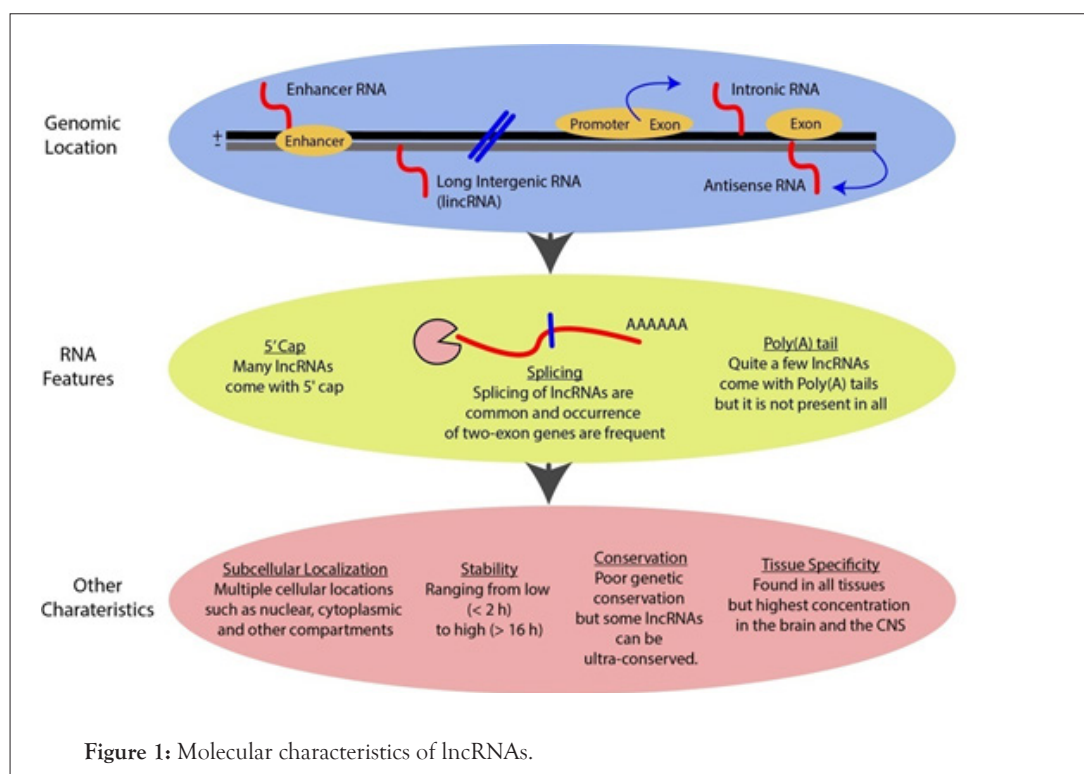 Genomic
Location
Enhancer RNA
+
-
Enhancer
Long Intergenic RNA
(lincRNA)
Promoter
Exon
Intronic RNA
Exon
Antisense RNA
RNA
Features
5' Cap
Many lncRNAs
come with 5' cap
AAAAAA
Splicing
Splicing of lncRNAs are
common and occurrence
of two-exon genes are frequent
Poly(A) tail
Quite a few lncRNAs
come with Poly(A) tails
but it is not present in all
Other
Charateristics
Subcellular Localization
Multiple cellular locations
such as nuclear, cytoplasmic
and other compartments
Stability
Ranging from low
(< 2 h)
to high (> 16 h)
Conservation
Poor genetic
conservation
but some lncRNAs
can be
ultra-conserved.
Tissue Specificity
Found in all tissues
but highest concentration
in the brain and the CNS
Figure 1: Molecular characteristics of lncRNAs.